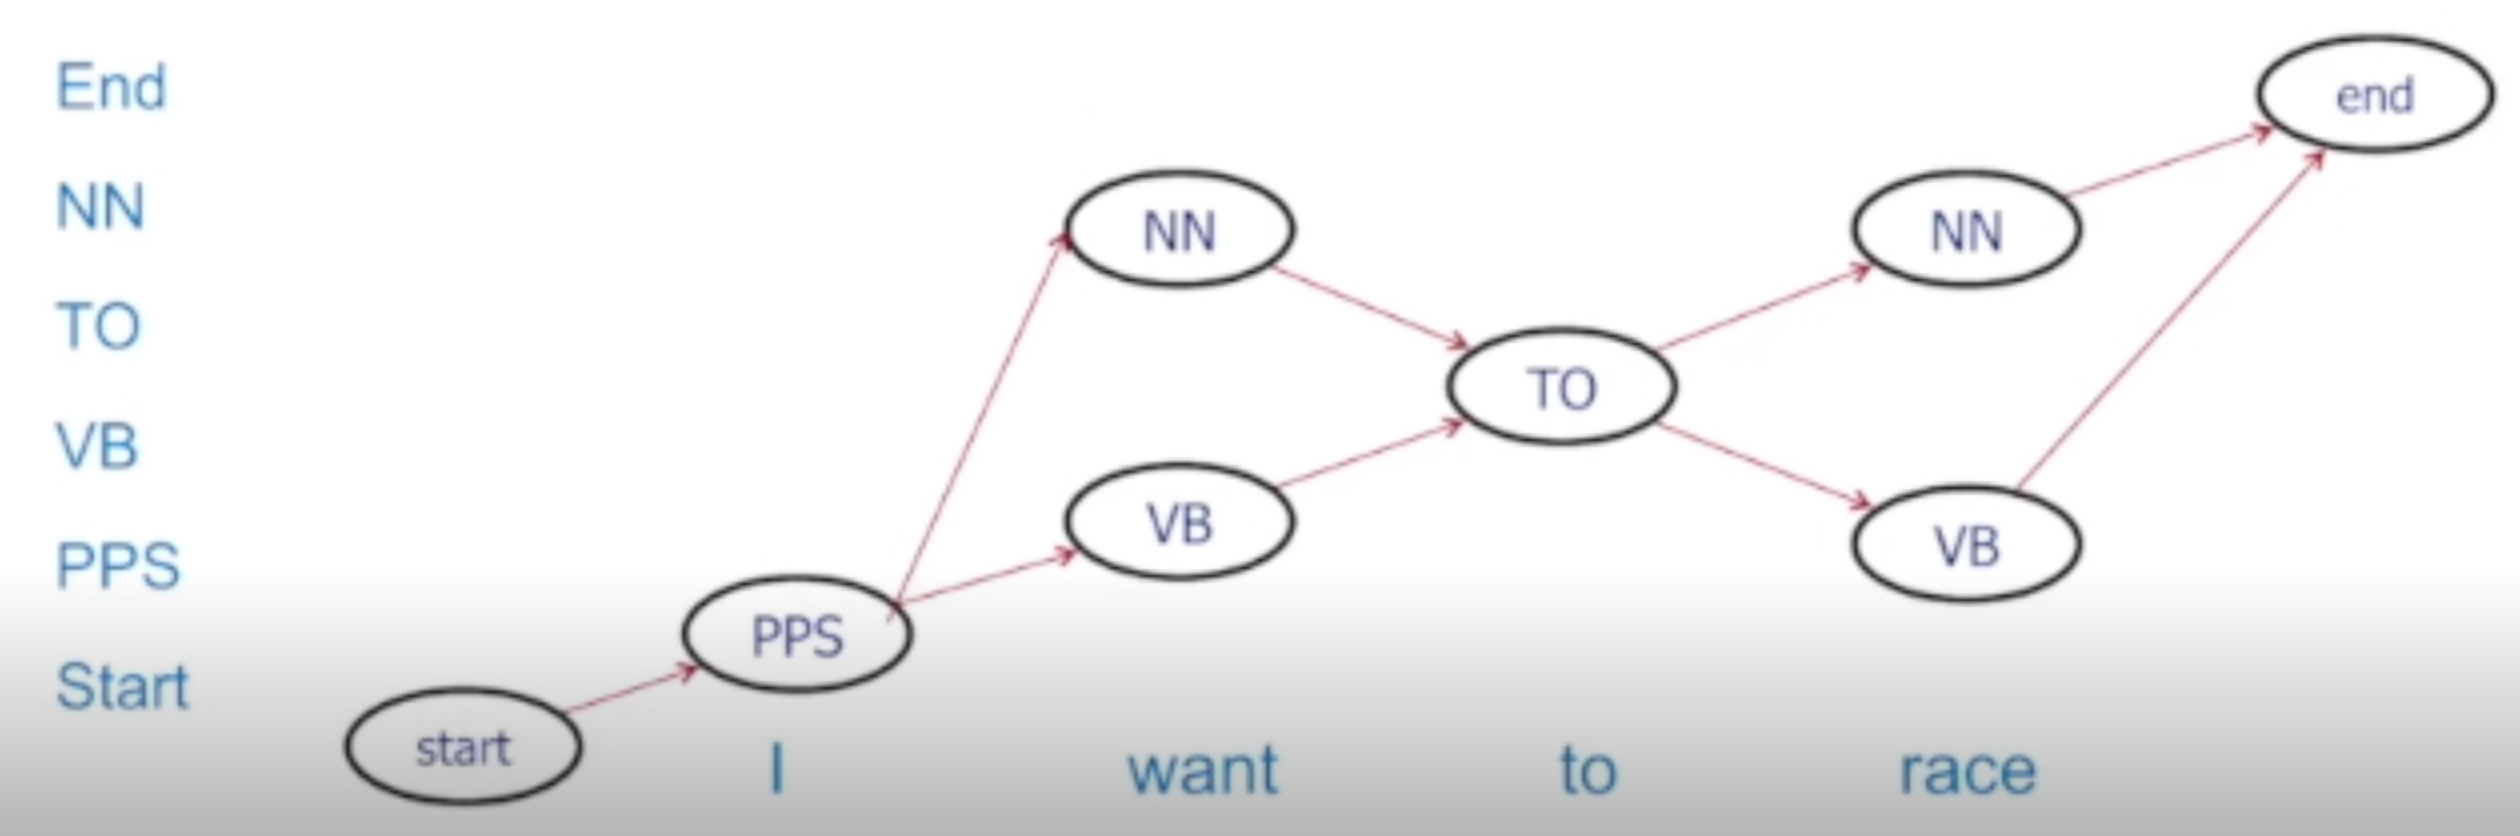 End
NN
TO
VB
PPS
Start
start
PPS
NN
VB
TO
NN
VB
end
I want to race